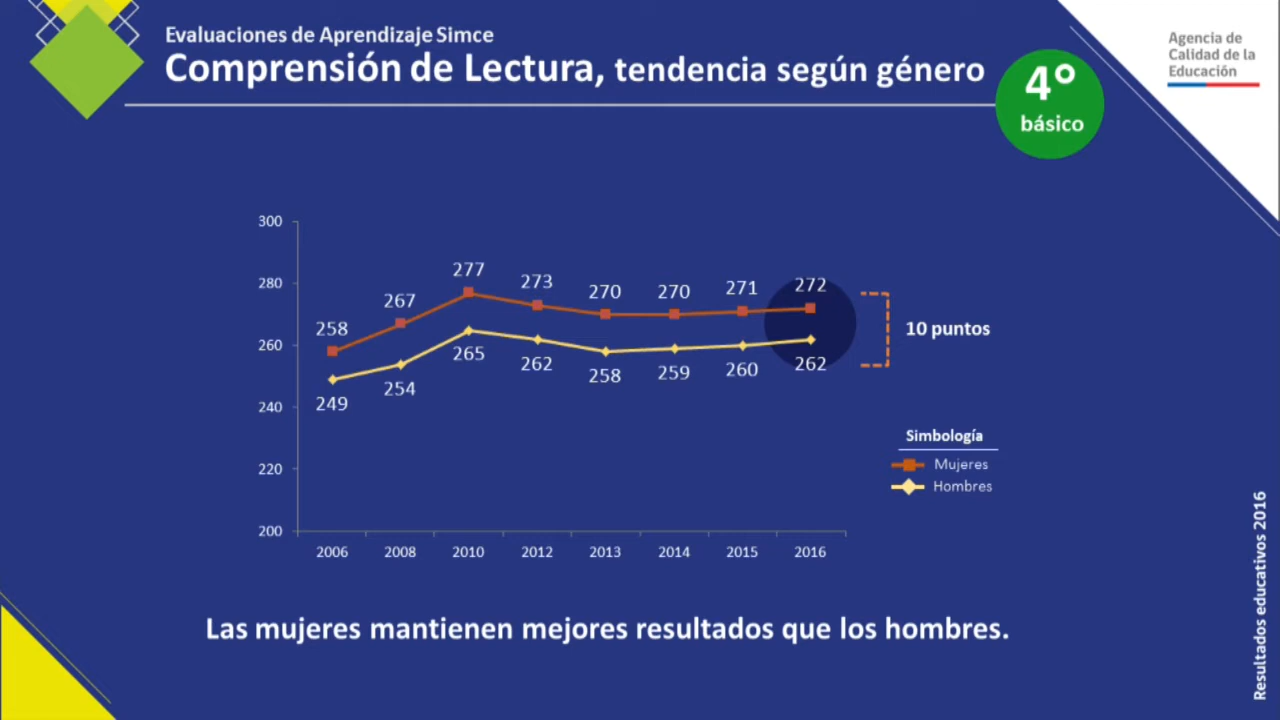 Evaluaciones de Aprendizaje Simce
Comprensión de Lectura, tendencia según género
4°
básico
Agencia de
Calidad de la
Educación
300
280
260
240
220
200
277
273
270
270
271
272
267
258
265
262
258
259
260
262
254
249
10 puntos
Simbología
Mujeres
Hombres
2006 2008 2010 2012 2013 2014 2015 2016
Las mujeres mantienen mejores resultados que los hombres.
Resultados educativos 2016